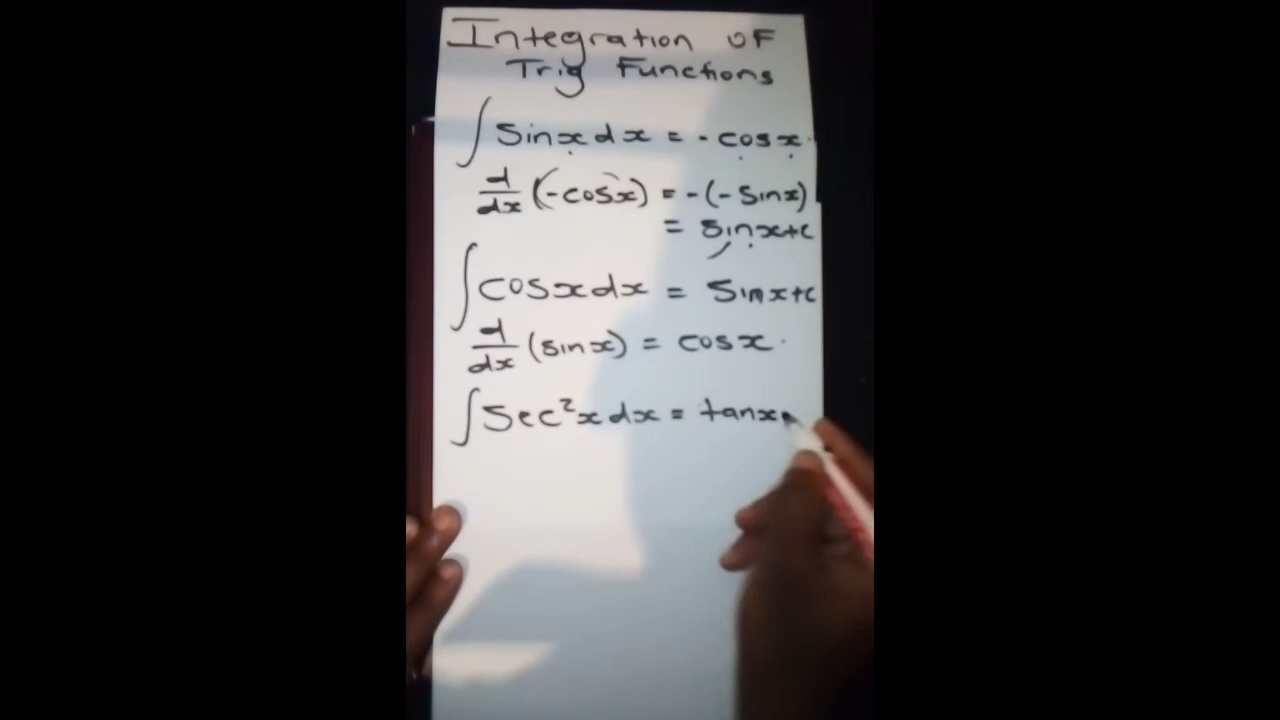 Integration of
Trig Functions
∫ Sinx dx = - cos x.
d/dx (-cosx) = -(-sinx)
= sinx+c
∫ cosx dx = sinx+c
d/dx (sinx) = cosx.
∫ Sec²x dx = tanx